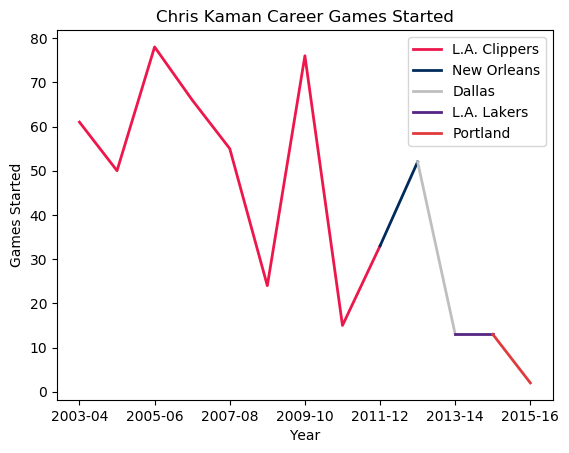 Chris Kaman Career Games Started
80
70
60
50
40
30
20
10
0
Games Started
L.A. Clippers
New Orleans
Dallas
L.A. Lakers
Portland
2003-04 2005-06 2007-08 2009-10 2011-12 2013-14 2015-16
Year